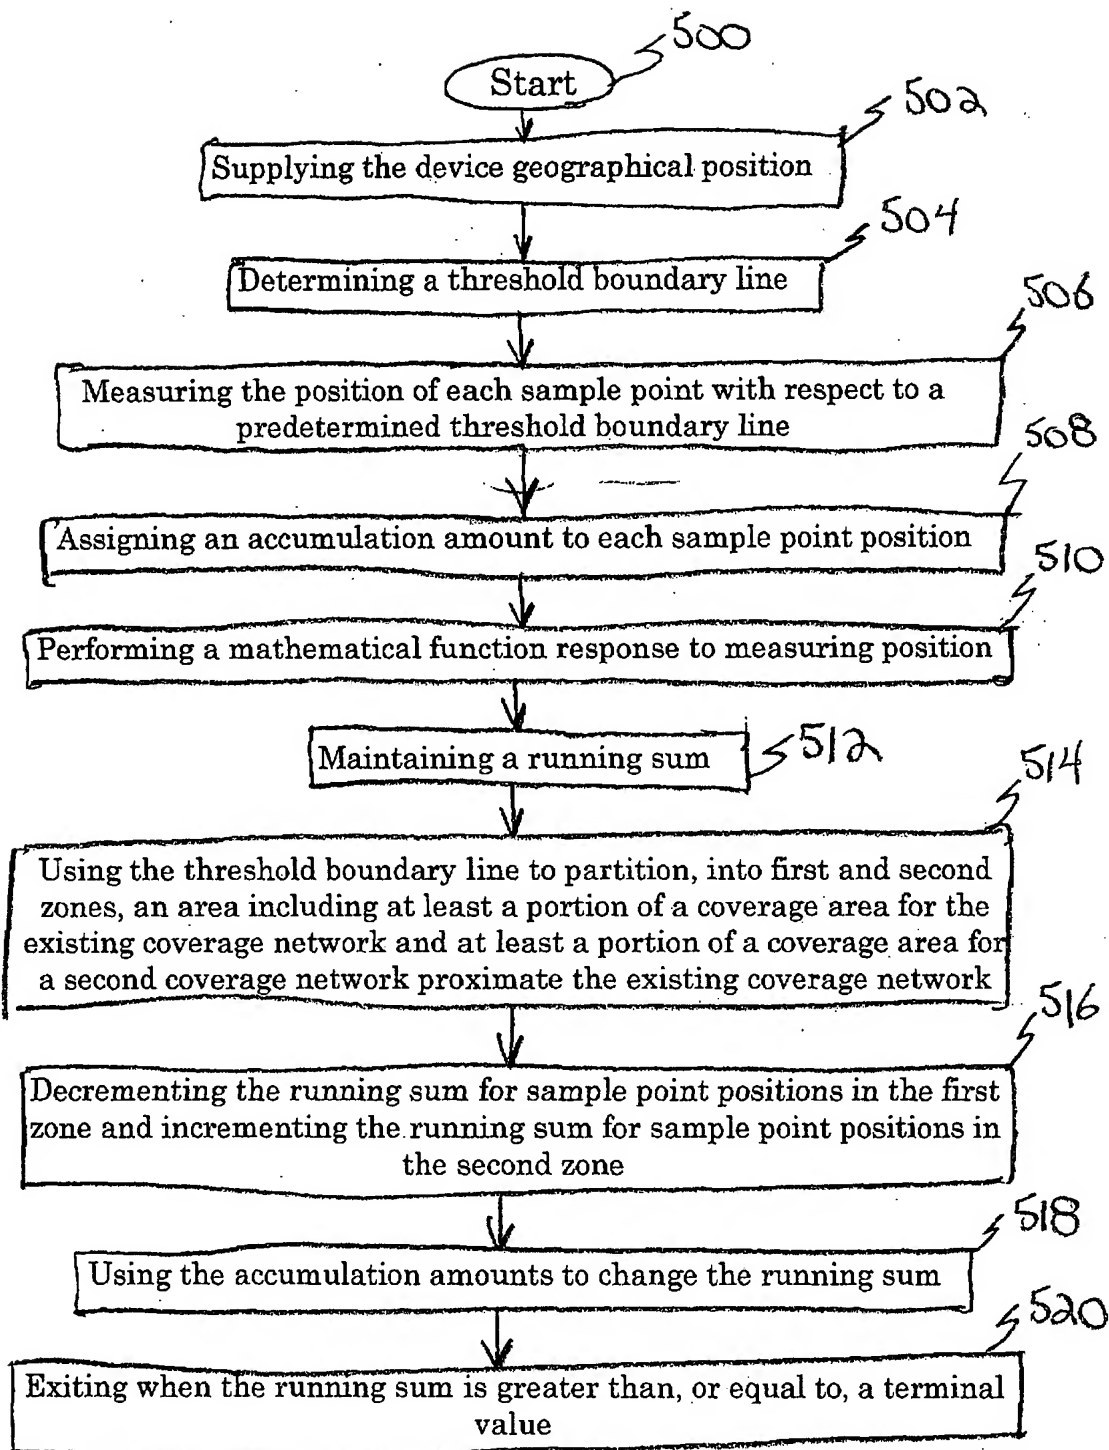 500
Start
502
Supplying the device geographical position
504
Determining a threshold boundary line
506
Measuring the position of each sample point with respect to a
predetermined threshold boundary line
508
Assigning an accumulation amount to each sample point position
510
Performing a mathematical function response to measuring position
Maintaining a running sum
512
514
Using the threshold boundary line to partition, into first and second
zones, an area including at least a portion of a coverage area for the
existing coverage network and at least a portion of a coverage area for
a second coverage network proximate the existing coverage network
516
Decrementing the running sum for sample point positions in the first
zone and incrementing the running sum for sample point positions in
the second zone
518
Using the accumulation amounts to change the running sum
520
Exiting when the running sum is greater than, or equal to, a terminal
value